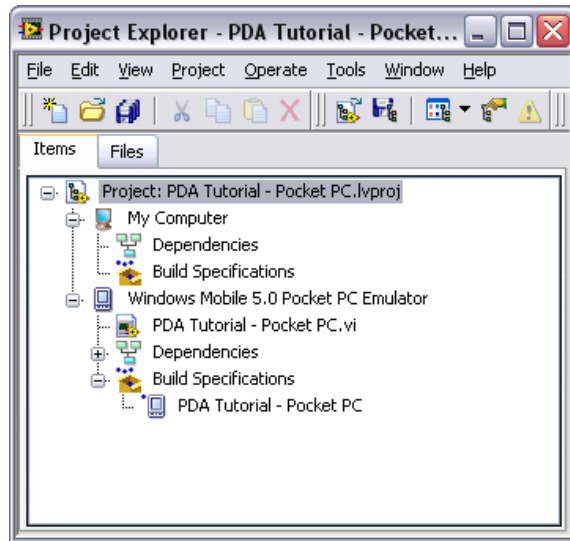 Project Explorer - PDA Tutorial - Pocket...
File Edit View Project Operate Tools Window Help
Items Files
Project: PDA Tutorial - Pocket PC.lvproj
My Computer
Dependencies
Build Specifications
Windows Mobile 5.0 Pocket PC Emulator
PDA Tutorial - Pocket PC.vi
Dependencies
Build Specifications
PDA Tutorial - Pocket PC